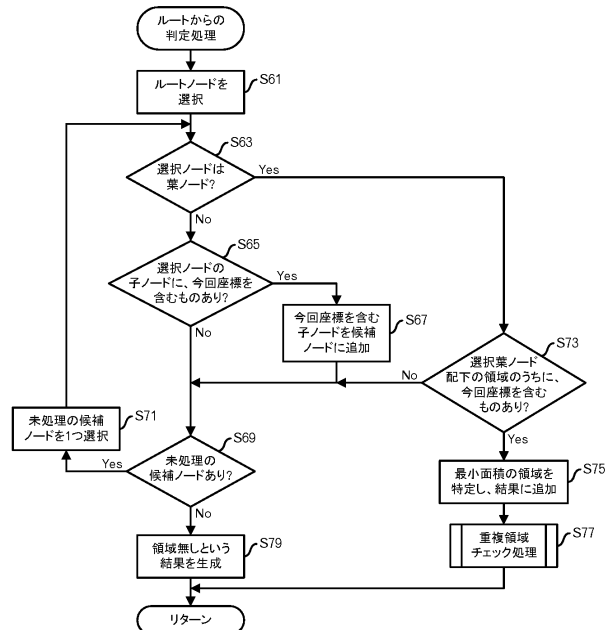 ルートからの
判定処理
S61
ルートノードを
選択
S63
選択ノードは
葉ノード?
Yes
No
S65
選択ノードの
子ノードに、今回座標を
含むものあり?
Yes
No
S67
今回座標を含む
子ノードを候補
ノードに追加
S73
選択葉ノード
配下の領域のうちに、
今回座標を含む
ものあり?
No
Yes
S71
未処理の候補
ノードを1つ選択
S69
未処理の
候補ノードあり?
Yes
No
S75
最小面積の領域を
特定し、結果に追加
S77
重複領域
チェック処理
S79
領域無しという
結果を生成
リターン